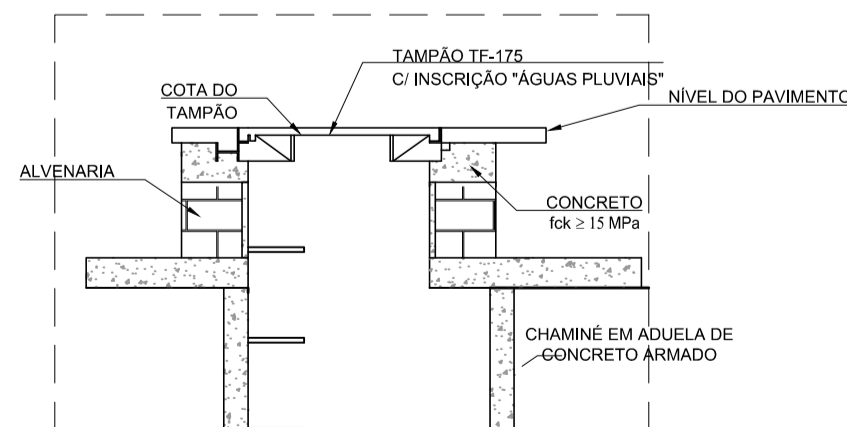 TAMPÃO TF-175
C/ INSCRIÇÃO "ÁGUAS PLUVIAIS"
COTA DO
TAMPÃO
NÍVEL DO PAVIMENTO
ALVENARIA
CONCRETO
fck ≥ 15 MPa
CHAMINÉ EM ADUELA DE
CONCRETO ARMADO